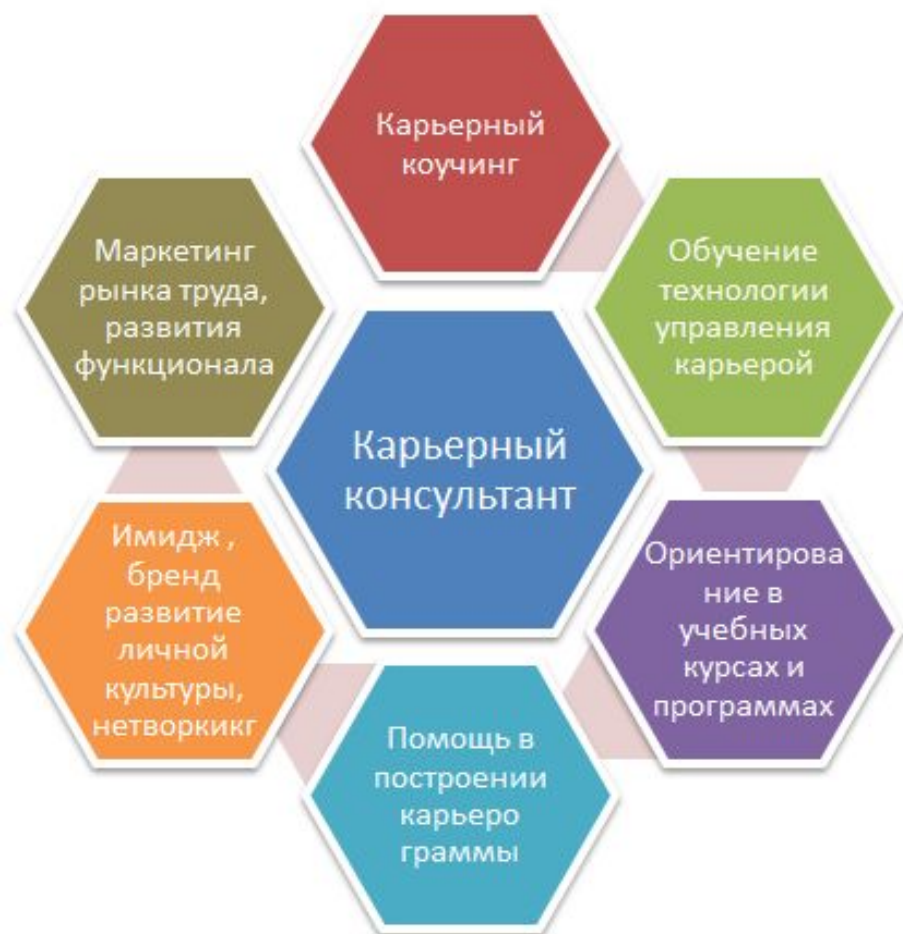 Карьерный
коучинг
Маркетинг
рынка труда,
развития
функционала
Обучение
технологии
управления
карьерой
Карьерный
консультант
Имидж ,
бренд
развитие
личной
культуры,
нетворкикг
Ориентирова
ние в
учебных
курсах и
программах
Помощь в
построении
карьеро
граммы